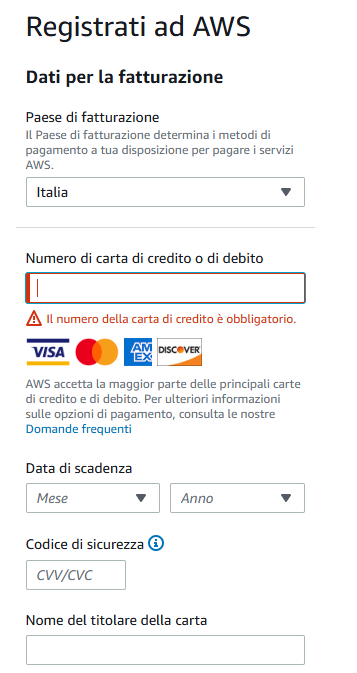 Registrati ad AWS
Dati per la fatturazione
Paese di fatturazione
Il Paese di fatturazione determina i metodi di
pagamento a tua disposizione per pagare i servizi
AWS.
Italia
Numero di carta di credito o di debito
Il numero della carta di credito è obbligatorio.
VISA
AM
EX
DISCOVER
AWS accetta la maggior parte delle principali carte
di credito e di debito. Per ulteriori informazioni
sulle opzioni di pagamento, consulta le nostre
Domande frequenti
Data di scadenza
Mese Anno
Codice di sicurezza
CVV/CVC
Nome del titolare della carta